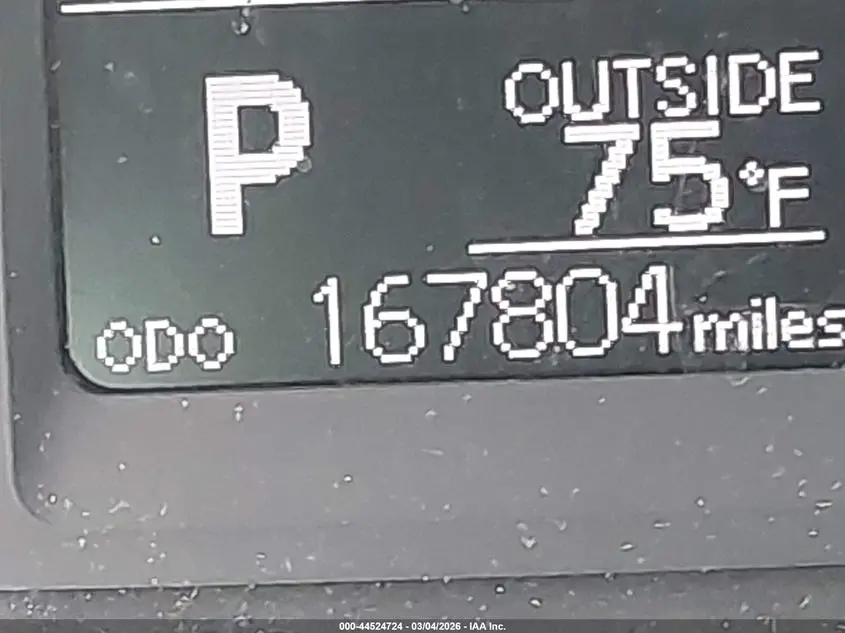 P
OUTSIDE
75°F
ODO 167804 miles
000-44524724 - 03/04/2026 - IAA Inc.